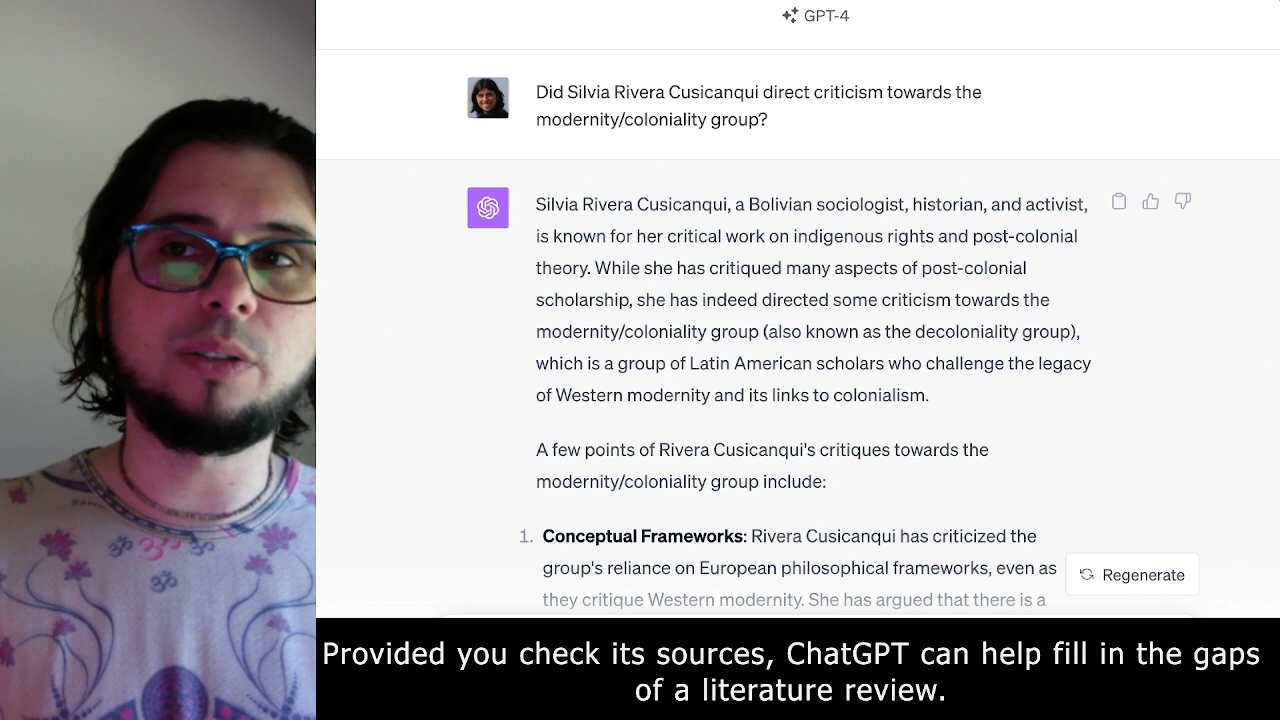 GPT-4
Did Silvia Rivera Cusicanqui direct criticism towards the
modernity/coloniality group?
Silvia Rivera Cusicanqui, a Bolivian sociologist, historian, and activist,
is known for her critical work on indigenous rights and post-colonial
theory. While she has critiqued many aspects of post-colonial
scholarship, she has indeed directed some criticism towards the
modernity/coloniality group (also known as the decoloniality group),
which is a group of Latin American scholars who challenge the legacy
of Western modernity and its links to colonialism.
A few points of Rivera Cusicanqui's critiques towards the
modernity/coloniality group include:
1. Conceptual Frameworks: Rivera Cusicanqui has criticized the
group's reliance on European philosophical frameworks, even as
they critique Western modernity. She has argued that there is a
Regenerate
Provided you check its sources, ChatGPT can help fill in the gaps
of a literature review.